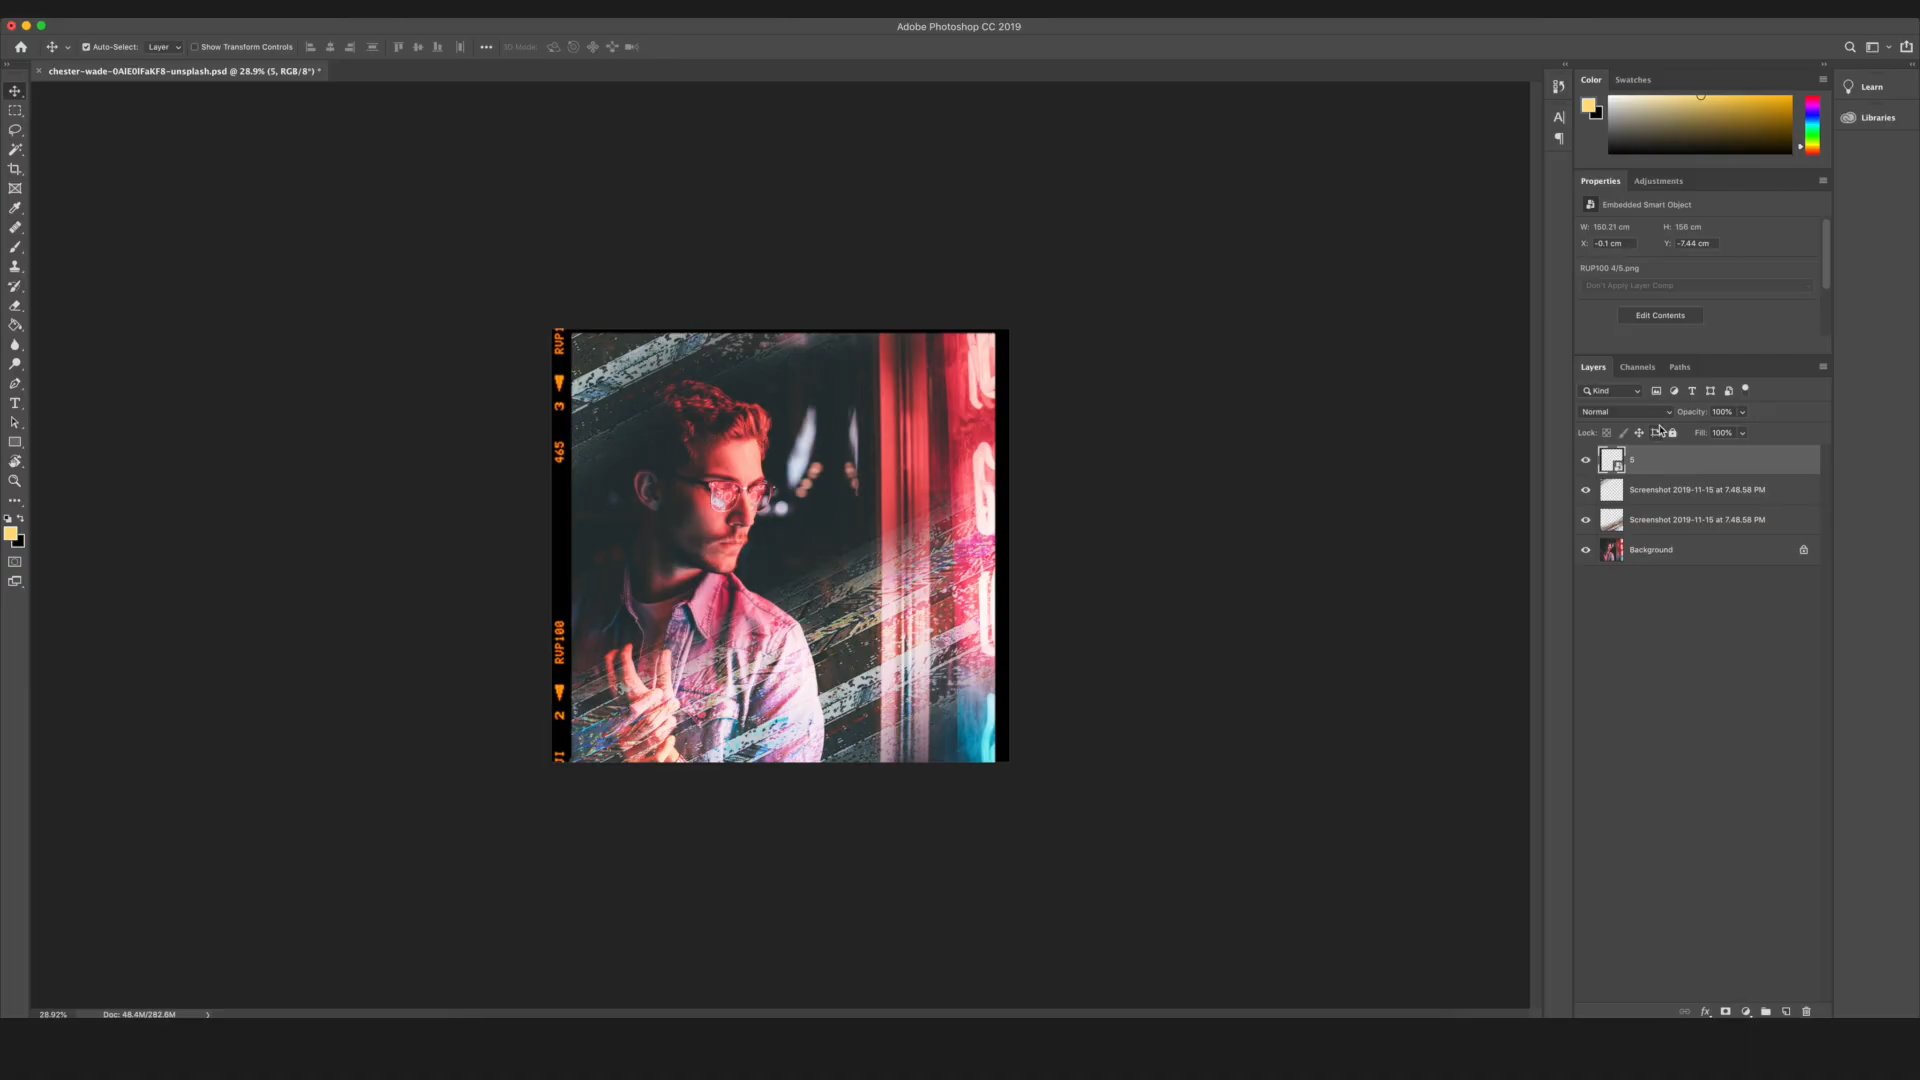 Adobe Photoshop CC 2019
Auto-Select: Layer Show Transform Controls 3D Mode:
chester-wade-0AlE0lFaKF8-unsplash.psd @ 28.9% (5, RGB/8*) *
Color Swatches
Learn
Libraries
Properties Adjustments
Embedded Smart Object
W: 150.21 cm H: 156 cm
X: -0.1 cm Y: -7.44 cm
RUP100 4/5.png
Don't Apply Layer Comp
Edit Contents
Layers Channels Paths
Kind
Normal Opacity: 100%
Lock: Fill: 100%
5
Screenshot 2019-11-15 at 7.48.58 PM
Screenshot 2019-11-15 at 7.48.58 PM
Background
3
465
RVP100
2
28.92% Doc: 48.4M/282.6M